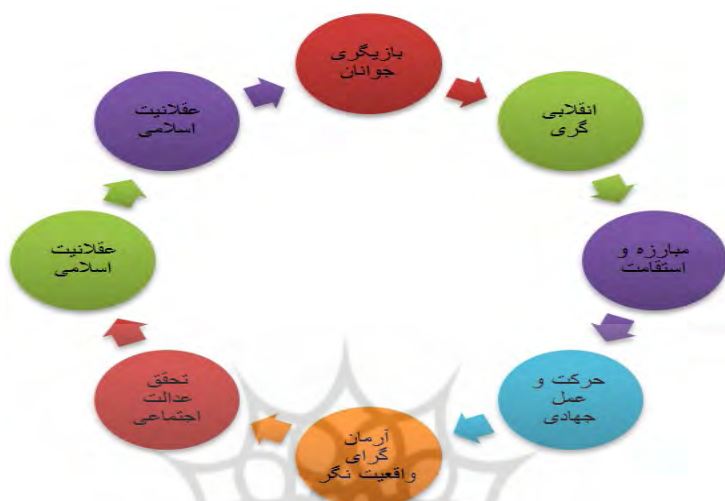 بازیگری
جوانان
انقلابی
گری
مبارزه و
استقامت
حرکت و
عمل
جهادی
آرمان
گرای
واقعیت نگر
تحقق
عدالت
اجتماعی
عقلانیت
اسلامی
عقلانیت
اسلامی